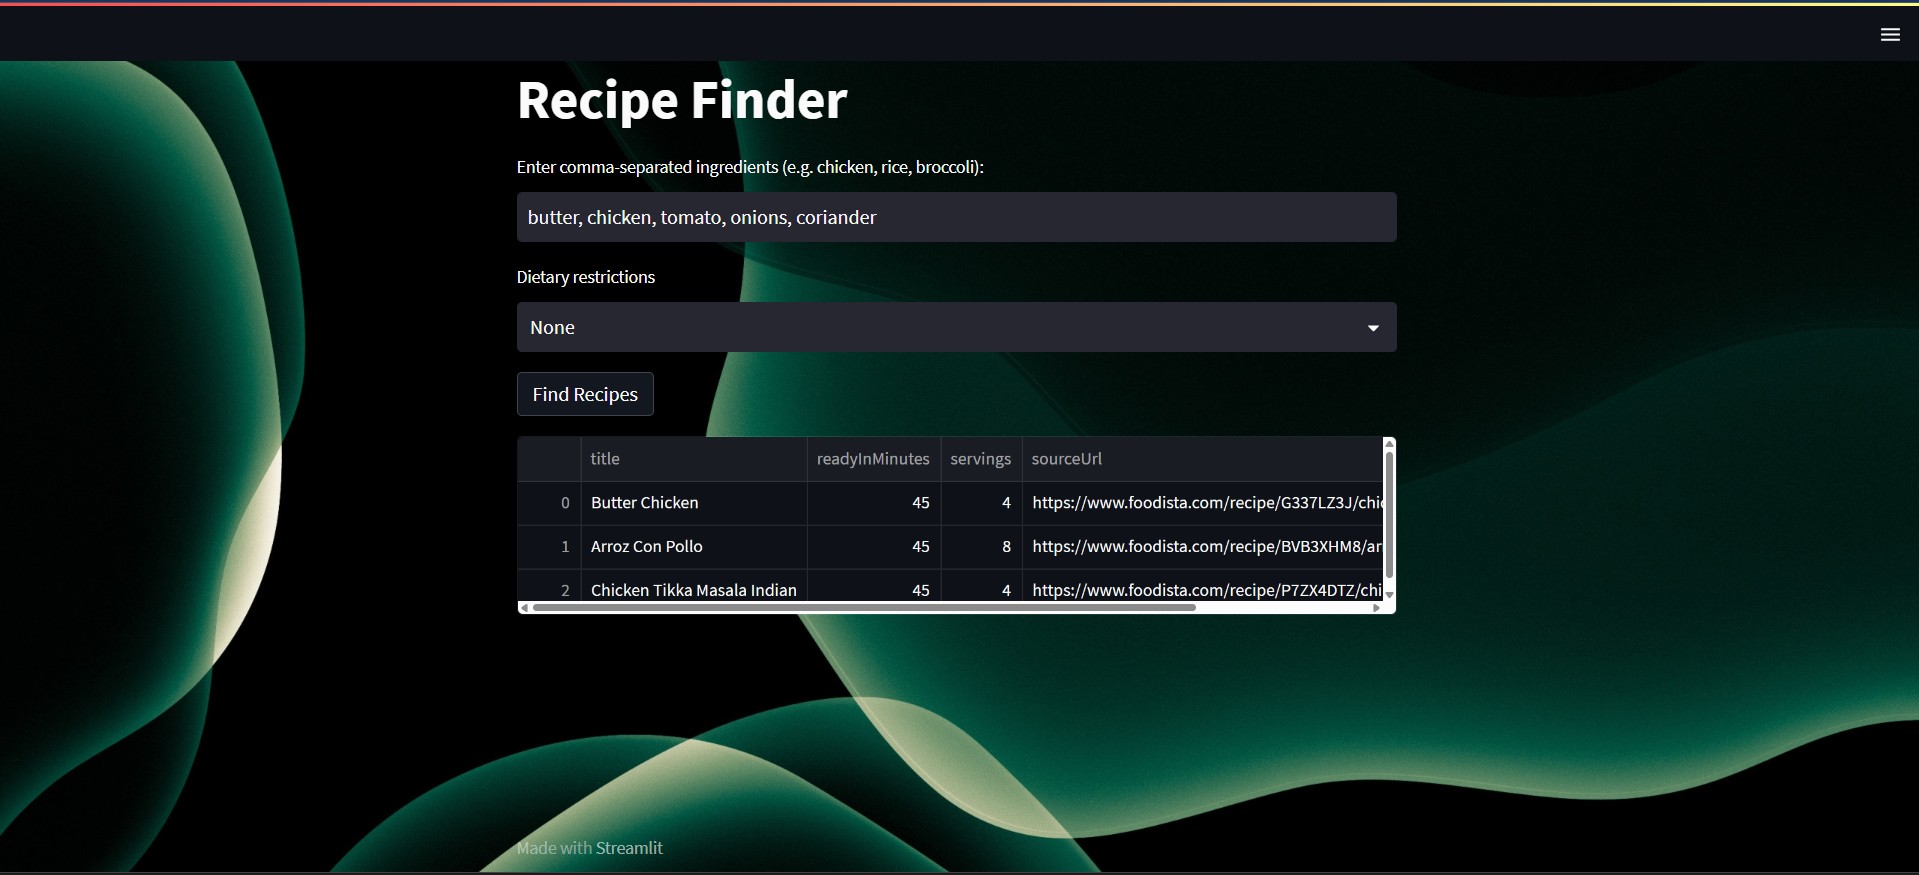 Recipe Finder
Enter comma-separated ingredients (e.g. chicken, rice, broccoli):
butter, chicken, tomato, onions, coriander
Dietary restrictions
None
Find Recipes
title readyInMinutes servings sourceUrl
0 Butter Chicken 45 4 https://www.foodista.com/recipe/G337LZ3J/chi
1 Arroz Con Pollo 45 8 https://www.foodista.com/recipe/BVB3XHM8/ar
2 Chicken Tikka Masala Indian 45 4 https://www.foodista.com/recipe/P7ZX4DTZ/chi
Made with Streamlit